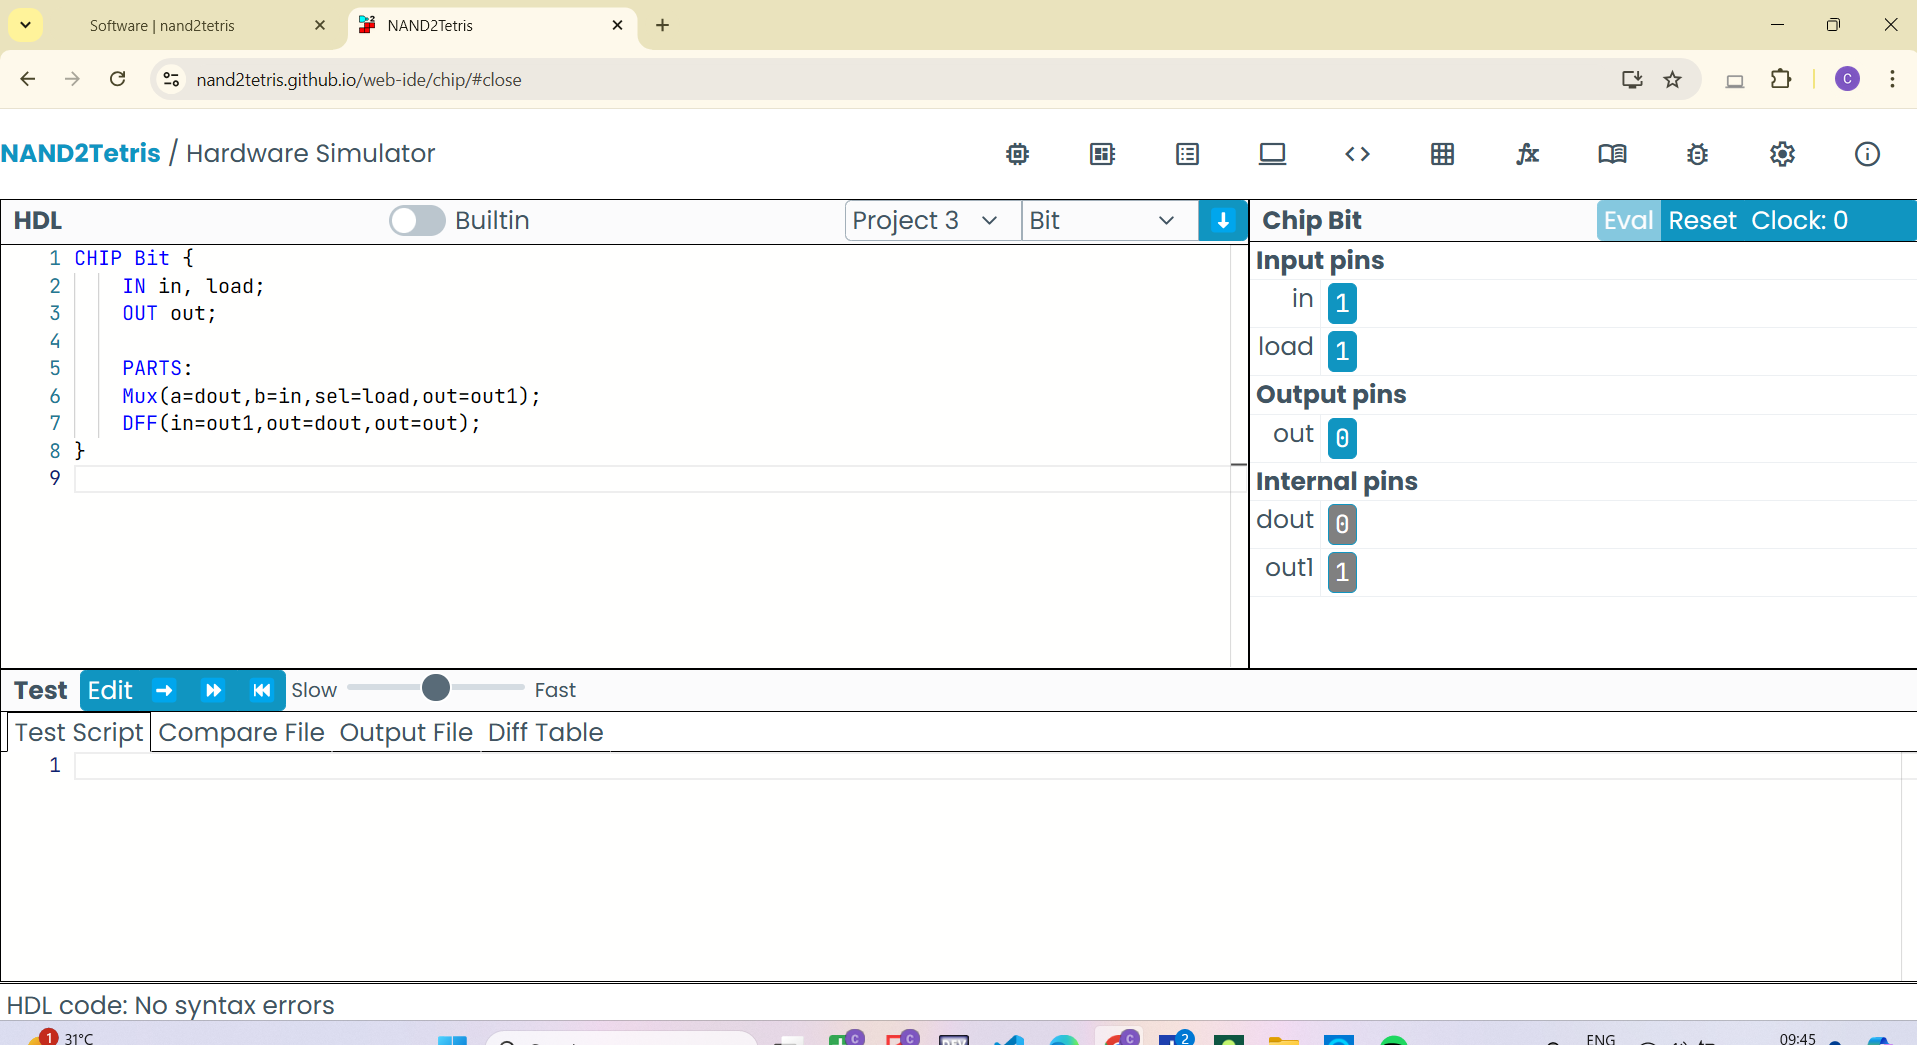 Software | nand2tetris
NAND2Tetris
nand2tetris.github.io/web-ide/chip/#close
C
NAND2Tetris / Hardware Simulator
HDL
Builtin
Project 3
Bit
Chip Bit
Eval
Reset
Clock: 0
1 CHIP Bit {
2 IN in, load;
3 OUT out;
4
5 PARTS:
6 Mux(a=dout,b=in,sel=load,out=out1);
7 DFF(in=out1,out=dout,out=out);
8 }
9
Input pins
in 1
load 1
Output pins
out 0
Internal pins
dout 0
out1 1
Test
Edit
Slow
Fast
Test Script
Compare File
Output File
Diff Table
1
HDL code: No syntax errors
1
31°C
C
C
C
2
ENG
09:45